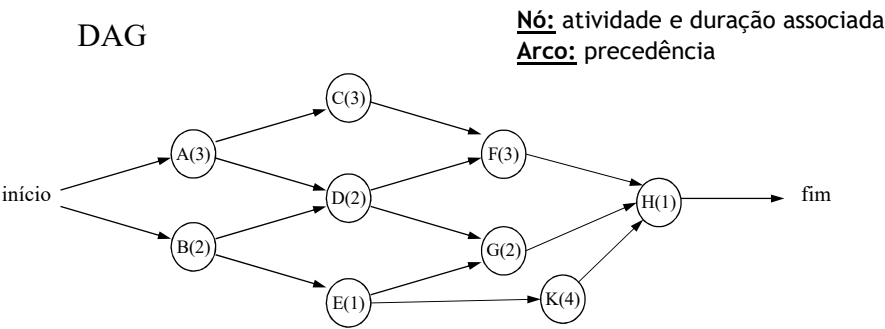 DAG
Nó: atividade e duração associada
Arco: precedência
C(3)
A(3)
F(3)
início
D(2)
H(1)
fim
B(2)
G(2)
E(1)
K(4)